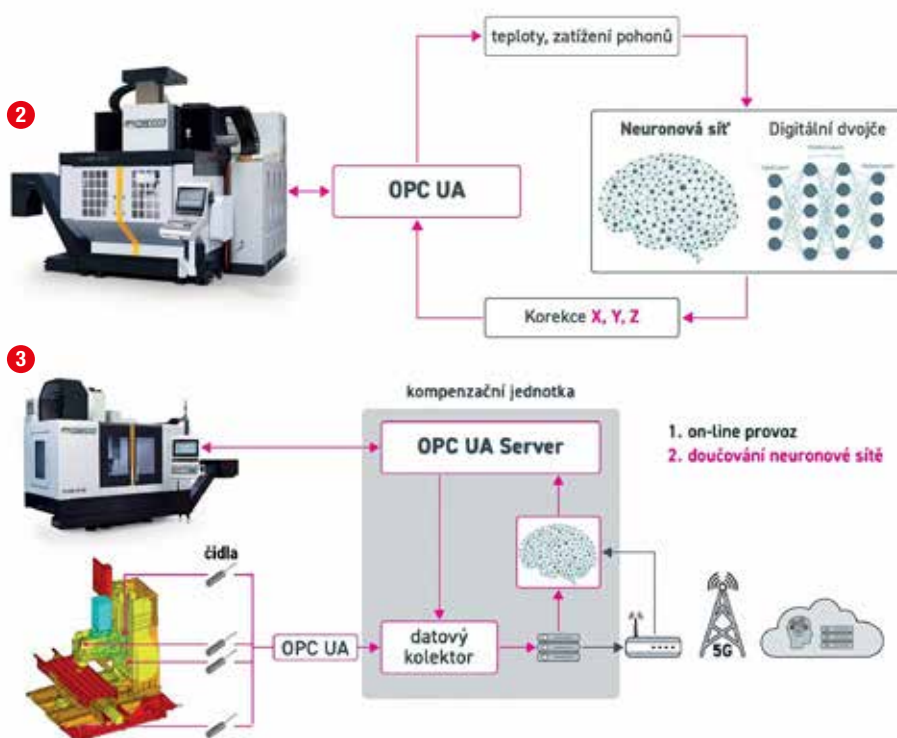 teploty, zatížení pohonů
2
Neuronová síť
Digitální dvojče
OPC UA
Korekce X, Y, Z
3
kompenzační jednotka
OPC UA Server
1. on-line provoz
2. doučování neuronové sítě
čidla
OPC UA
datový
kolektor
5G